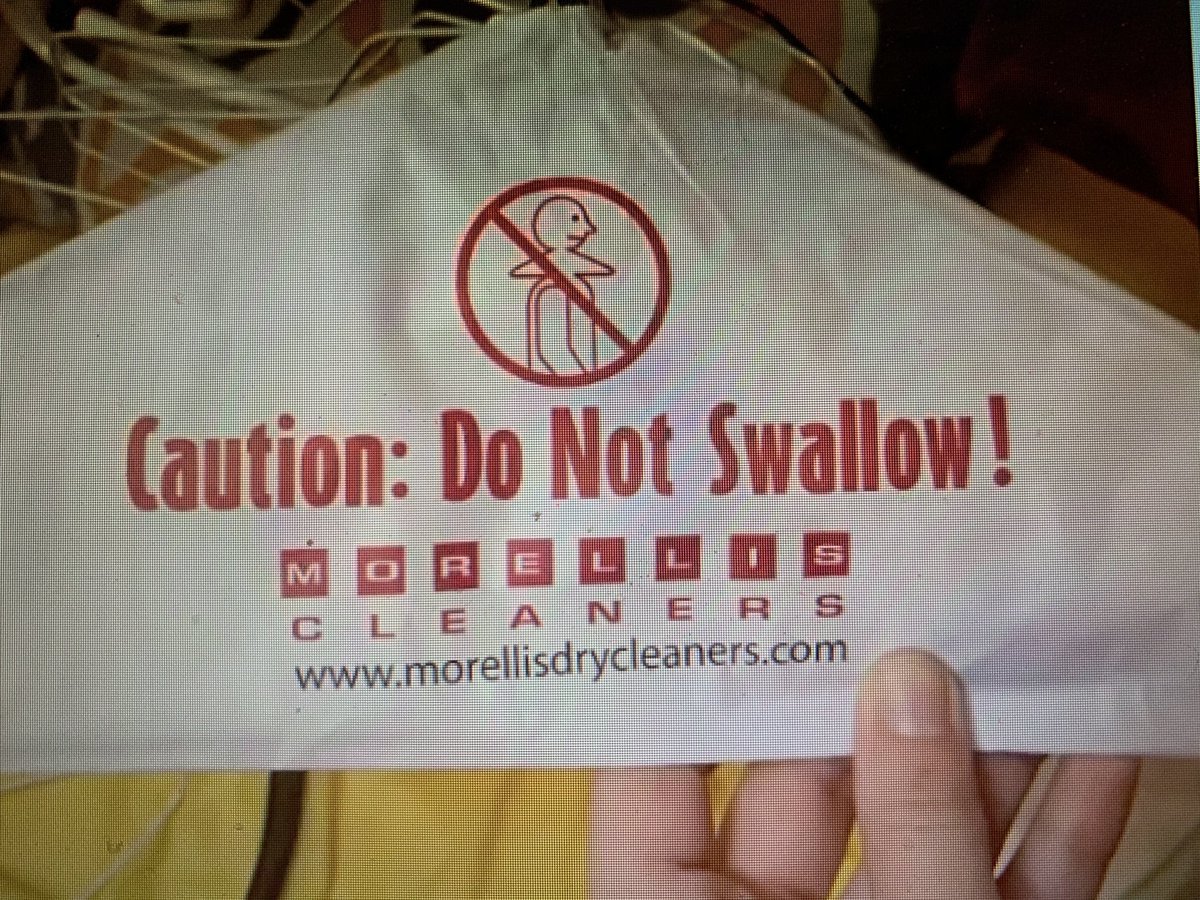 Caution: Do Not Swallow!
MORELLIS
CLEANERS
www.morellisdrycleaners.com